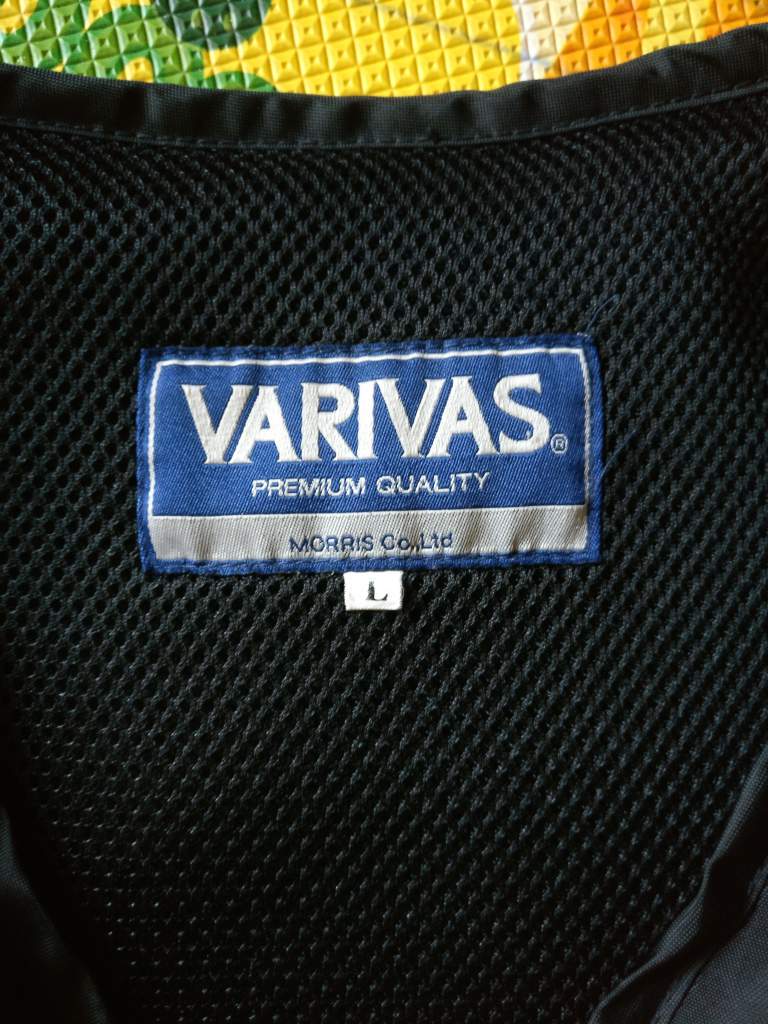 VARIVAS®
PREMIUM QUALITY
MORRIS Co.,Ltd
L